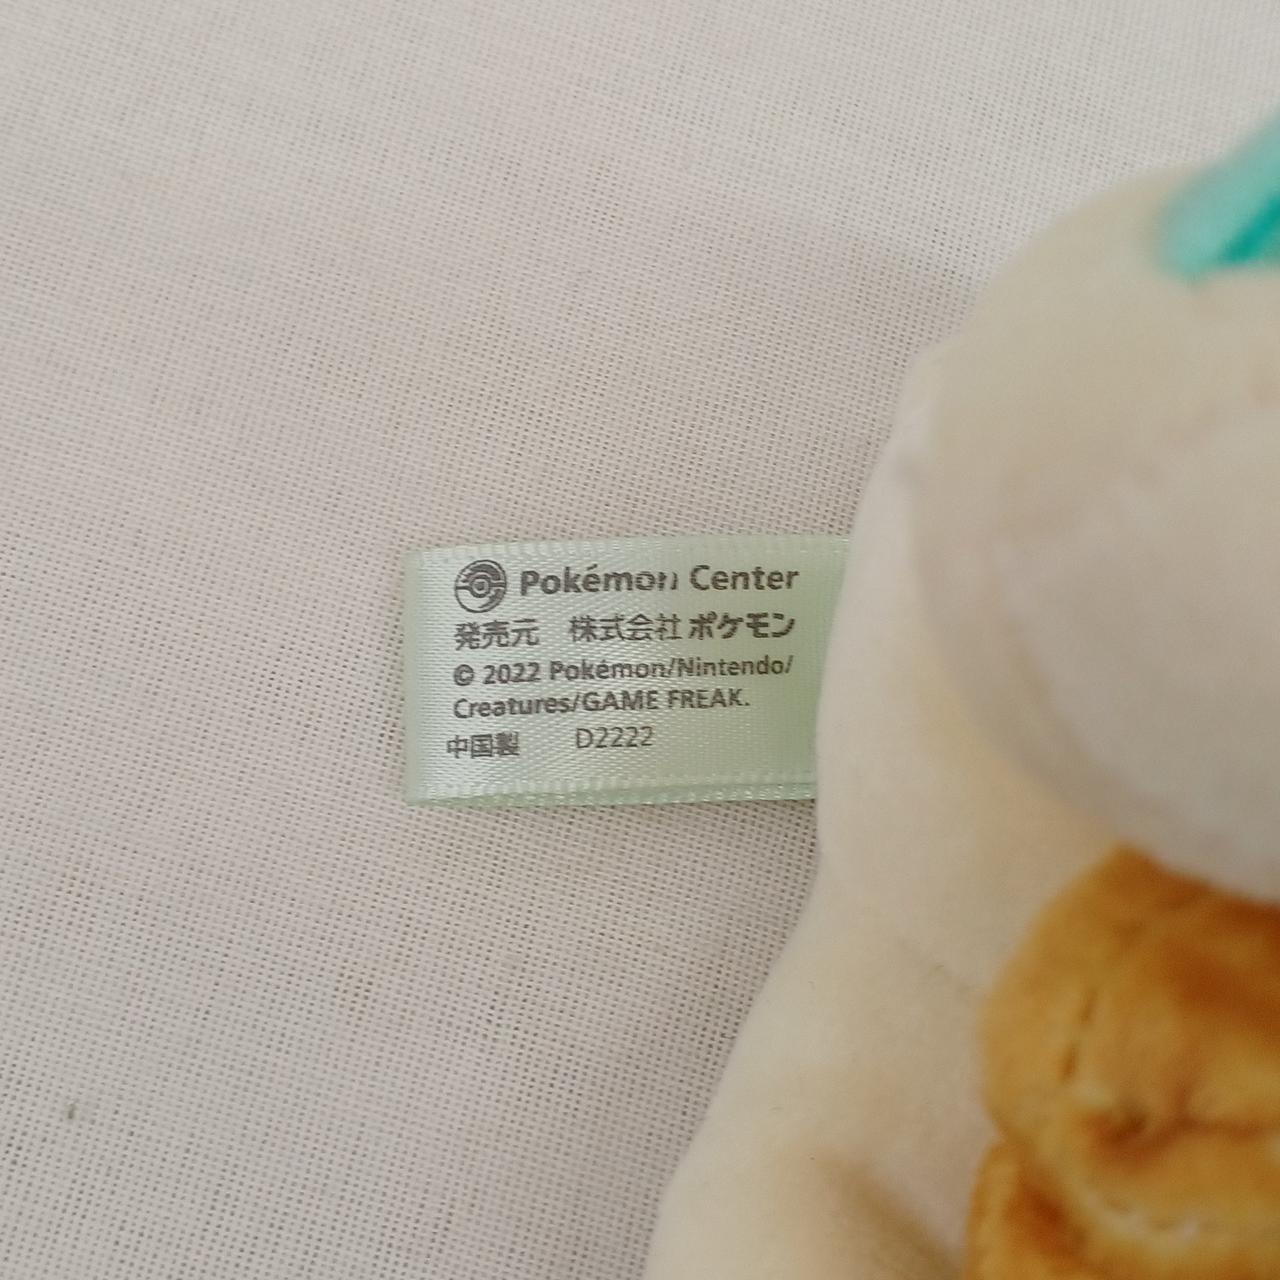 Pokémon Center
発売元 株式会社ポケモン
© 2022 Pokémon/Nintendo/
Creatures/GAME FREAK.
中国製 D2222